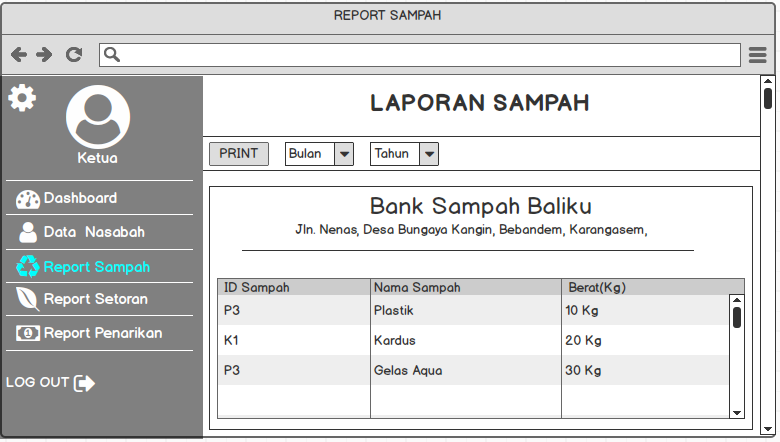 REPORT SAMPAH
Ketua
Dashboard
Data Nasabah
Report Sampah
Report Setoran
Report Penarikan
LOG OUT
LAPORAN SAMPAH
PRINT Bulan Tahun
Bank Sampah Baliku
Jln. Nenas, Desa Bungaya Kangin, Bebandem, Karangasem,
ID Sampah Nama Sampah Berat(Kg)
P3 Plastik 10 Kg
K1 Kardus 20 Kg
P3 Gelas Aqua 30 Kg